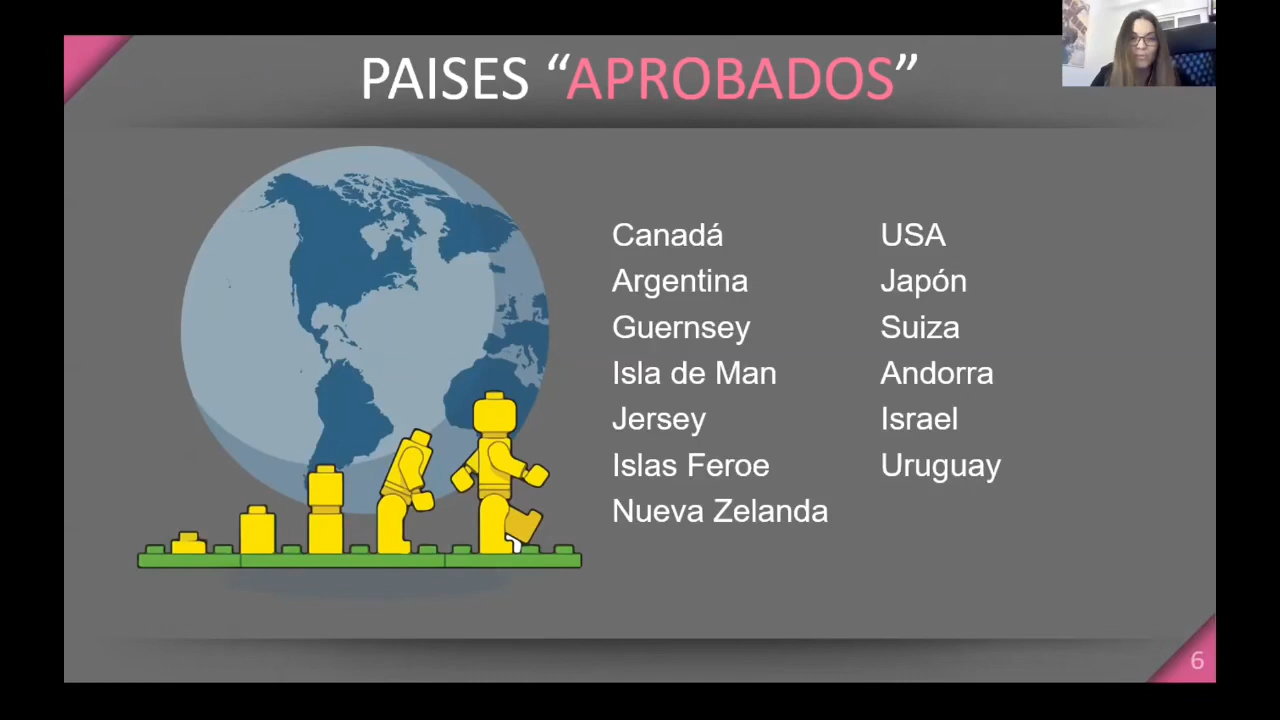 PAISES “APROBADOS”
Canadá
Argentina
Guernsey
Isla de Man
Jersey
Islas Feroe
Nueva Zelanda
USA
Japón
Suiza
Andorra
Israel
Uruguay
6